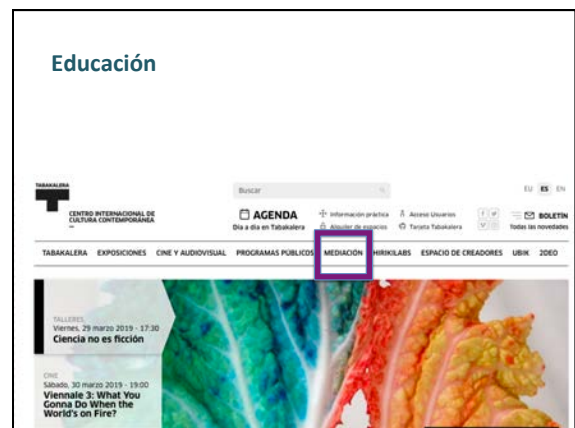 Educación
TABAKALERA
CENTRO INTERNACIONAL DE
CULTURA CONTEMPORÁNEA
Buscar
EU ES EN
AGENDA
Día a día en Tabakalera
Información práctica
Alquiler de espacios
Acceso Usuarios
Tarjeta Tabakalera
BOLETÍN
Todas las novedades
TABAKALERA EXPOSICIONES CINE Y AUDIOVISUAL PROGRAMAS PÚBLICOS MEDIACIÓN HIRIKILABS ESPACIO DE CREADORES UBIK 2DEO
TALLERES
Viernes, 29 marzo 2019 - 17:30
Ciencia no es ficción
CINE
Sábado, 30 marzo 2019 - 19:00
Viennale 3: What You
Gonna Do When the
World's on Fire?